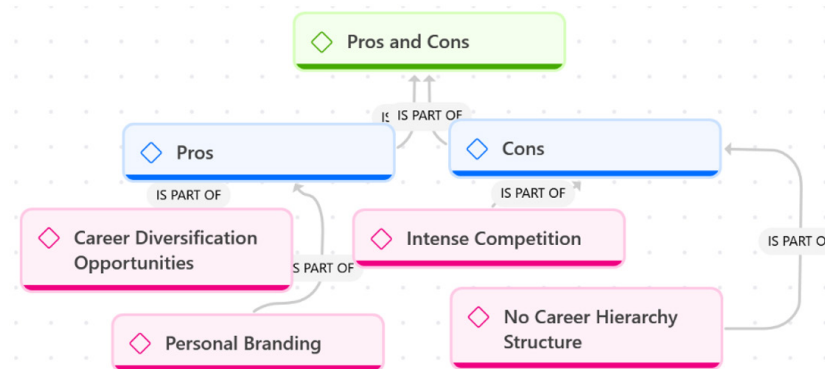 Pros and Cons
IS PART OF
Pros
Cons
IS PART OF
IS PART OF
Career Diversification
Opportunities
Intense Competition
IS PART O
S PART OF
No Career Hierarchy
Structure
Personal Branding